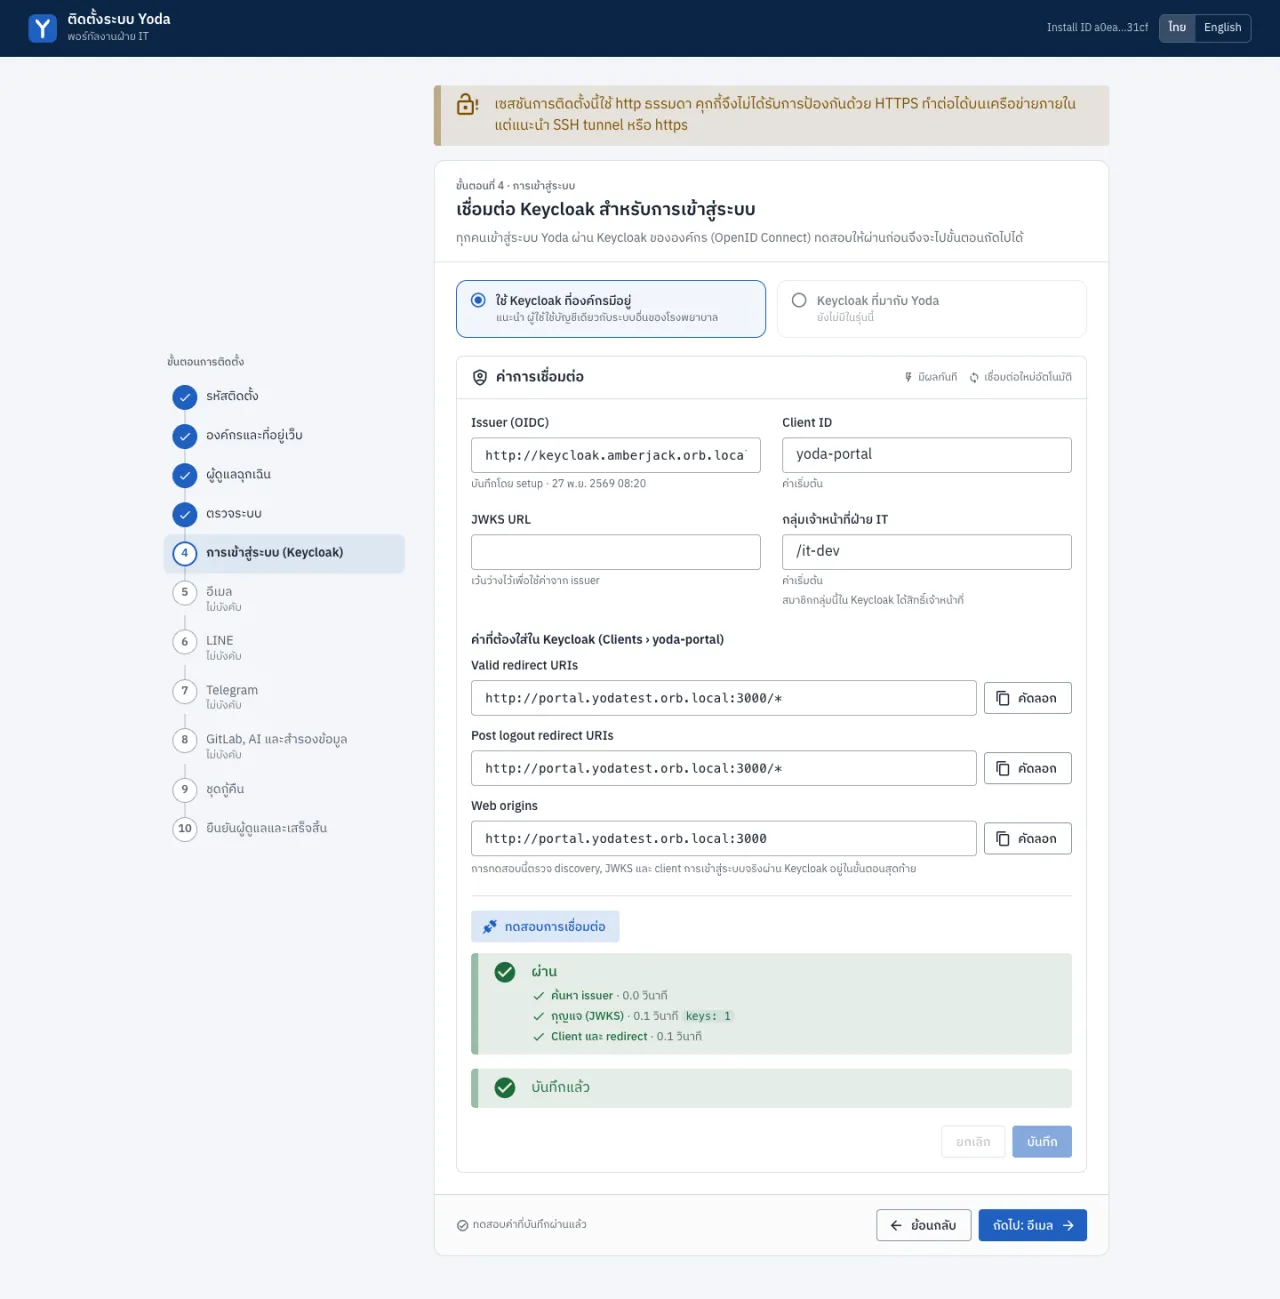 ติดตั้งระบบ Yoda
พอร์ทัลงานฝ่าย IT
Install ID a0ea...31cf
ไทย
English
เซสชันการติดตั้งนี้ใช้ http ธรรมดา คุกกี้จึงไม่ได้รับการป้องกันด้วย HTTPS ทำต่อได้บนเครือข่ายภายใน
แต่แนะนำ SSH tunnel หรือ https
ขั้นตอนการติดตั้ง
รหัสติดตั้ง
องค์กรและที่อยู่เว็บ
ผู้ดูแลฉุกเฉิน
ตรวจระบบ
4 การเข้าสู่ระบบ (Keycloak)
5 อีเมล
ไม่บังคับ
6 LINE
ไม่บังคับ
7 Telegram
ไม่บังคับ
8 GitLab, AI และสำรองข้อมูล
ไม่บังคับ
9 ชุดกู้คืน
10 ยืนยันผู้ดูแลและเสร็จสิ้น
ขั้นตอนที่ 4 · การเข้าสู่ระบบ
เชื่อมต่อ Keycloak สำหรับการเข้าสู่ระบบ
ทุกคนเข้าสู่ระบบ Yoda ผ่าน Keycloak ขององค์กร (OpenID Connect) ทดสอบให้ผ่านก่อนจึงจะไปขั้นตอนถัดไปได้
ใช้ Keycloak ที่องค์กรมีอยู่
แนะนำ ผู้ใช้ใช้บัญชีเดียวกับระบบอื่นของโรงพยาบาล
Keycloak ที่มากับ Yoda
ยังไม่มีในรุ่นนี้
ค่าการเชื่อมต่อ
มีผลทันที
เชื่อมต่อใหม่อัตโนมัติ
Issuer (OIDC)
http://keycloak.amberjack.orb.loca
บันทึกโดย setup · 27 พ.ย. 2569 08:20
Client ID
yoda-portal
ค่าเริ่มต้น
JWKS URL
เว้นว่างไว้เพื่อใช้ค่าจาก issuer
กลุ่มเจ้าหน้าที่ฝ่าย IT
/it-dev
ค่าเริ่มต้น
สมาชิกกลุ่มนี้ใน Keycloak ได้สิทธิ์เจ้าหน้าที่
ค่าที่ต้องใส่ใน Keycloak (Clients › yoda-portal)
Valid redirect URIs
http://portal.yodatest.orb.local:3000/*
คัดลอก
Post logout redirect URIs
http://portal.yodatest.orb.local:3000/*
คัดลอก
Web origins
http://portal.yodatest.orb.local:3000
คัดลอก
การทดสอบนี้ตรวจ discovery, JWKS และ client การเข้าสู่ระบบจริงผ่าน Keycloak อยู่ในขั้นตอนสุดท้าย
ทดสอบการเชื่อมต่อ
ผ่าน
ค้นหา issuer · 0.0 วินาที
กุญแจ (JWKS) · 0.1 วินาที keys: 1
Client และ redirect · 0.1 วินาที
บันทึกแล้ว
ยกเลิก
บันทึก
ทดสอบค่าที่บันทึกผ่านแล้ว
ย้อนกลับ
ถัดไป: อีเมล